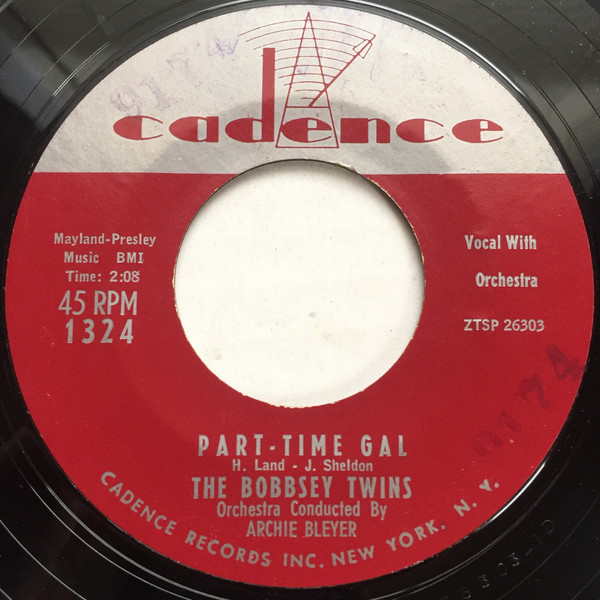 cadence
Mayland-Presley
Music BMI
Time: 2:08
45 RPM
1324
Vocal With
Orchestra
ZTSP 26303
PART-TIME GAL
H. Land - J. Sheldon
THE BOBBSEY TWINS
Orchestra Conducted By
ARCHIE BLEYER
CADENCE RECORDS INC. NEW YORK. N. Y.